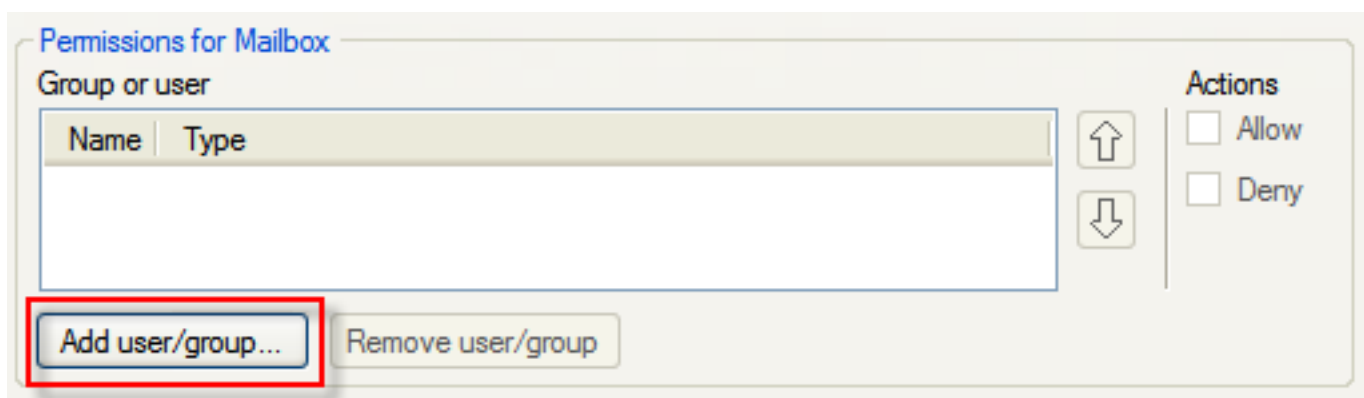 Permissions for Mailbox
Group or user
Actions
Name Type
Allow
Deny
Add user/group...
Remove user/group